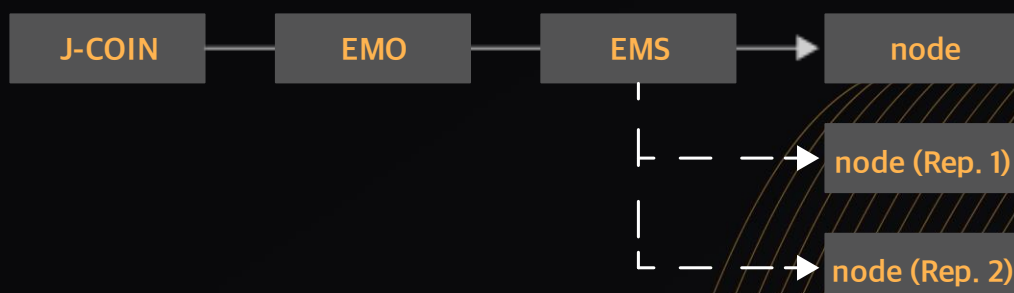 J-COIN
EMO
EMS
node
node (Rep. 1)
node (Rep. 2)